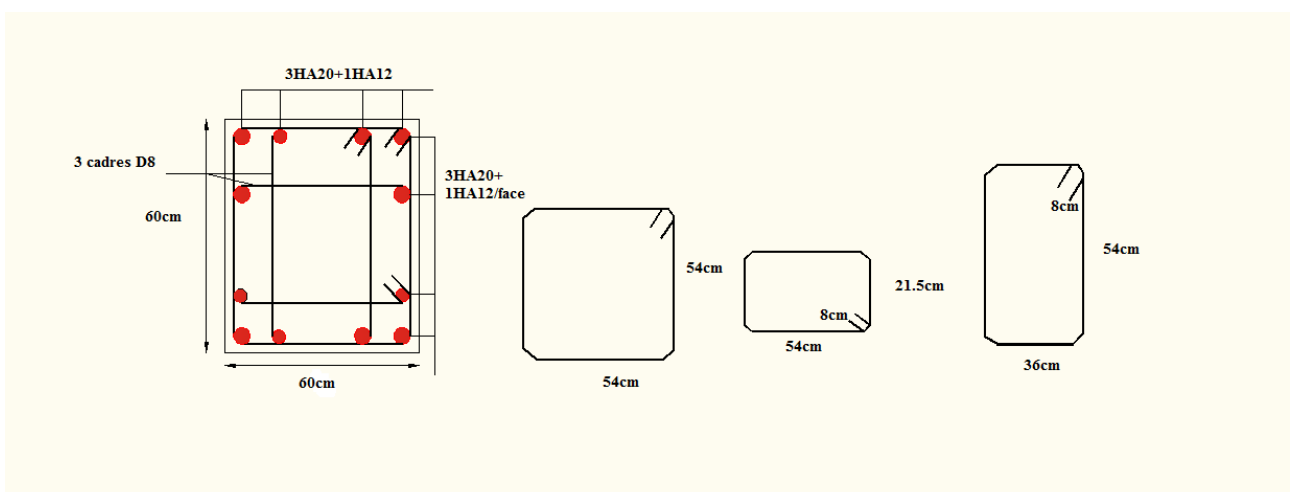 3HA20+1HA12
3 cadres D8
60cm
3HA20+
1HA12/face
60cm
54cm
54cm
21.5cm
8cm
54cm
8cm
54cm
36cm